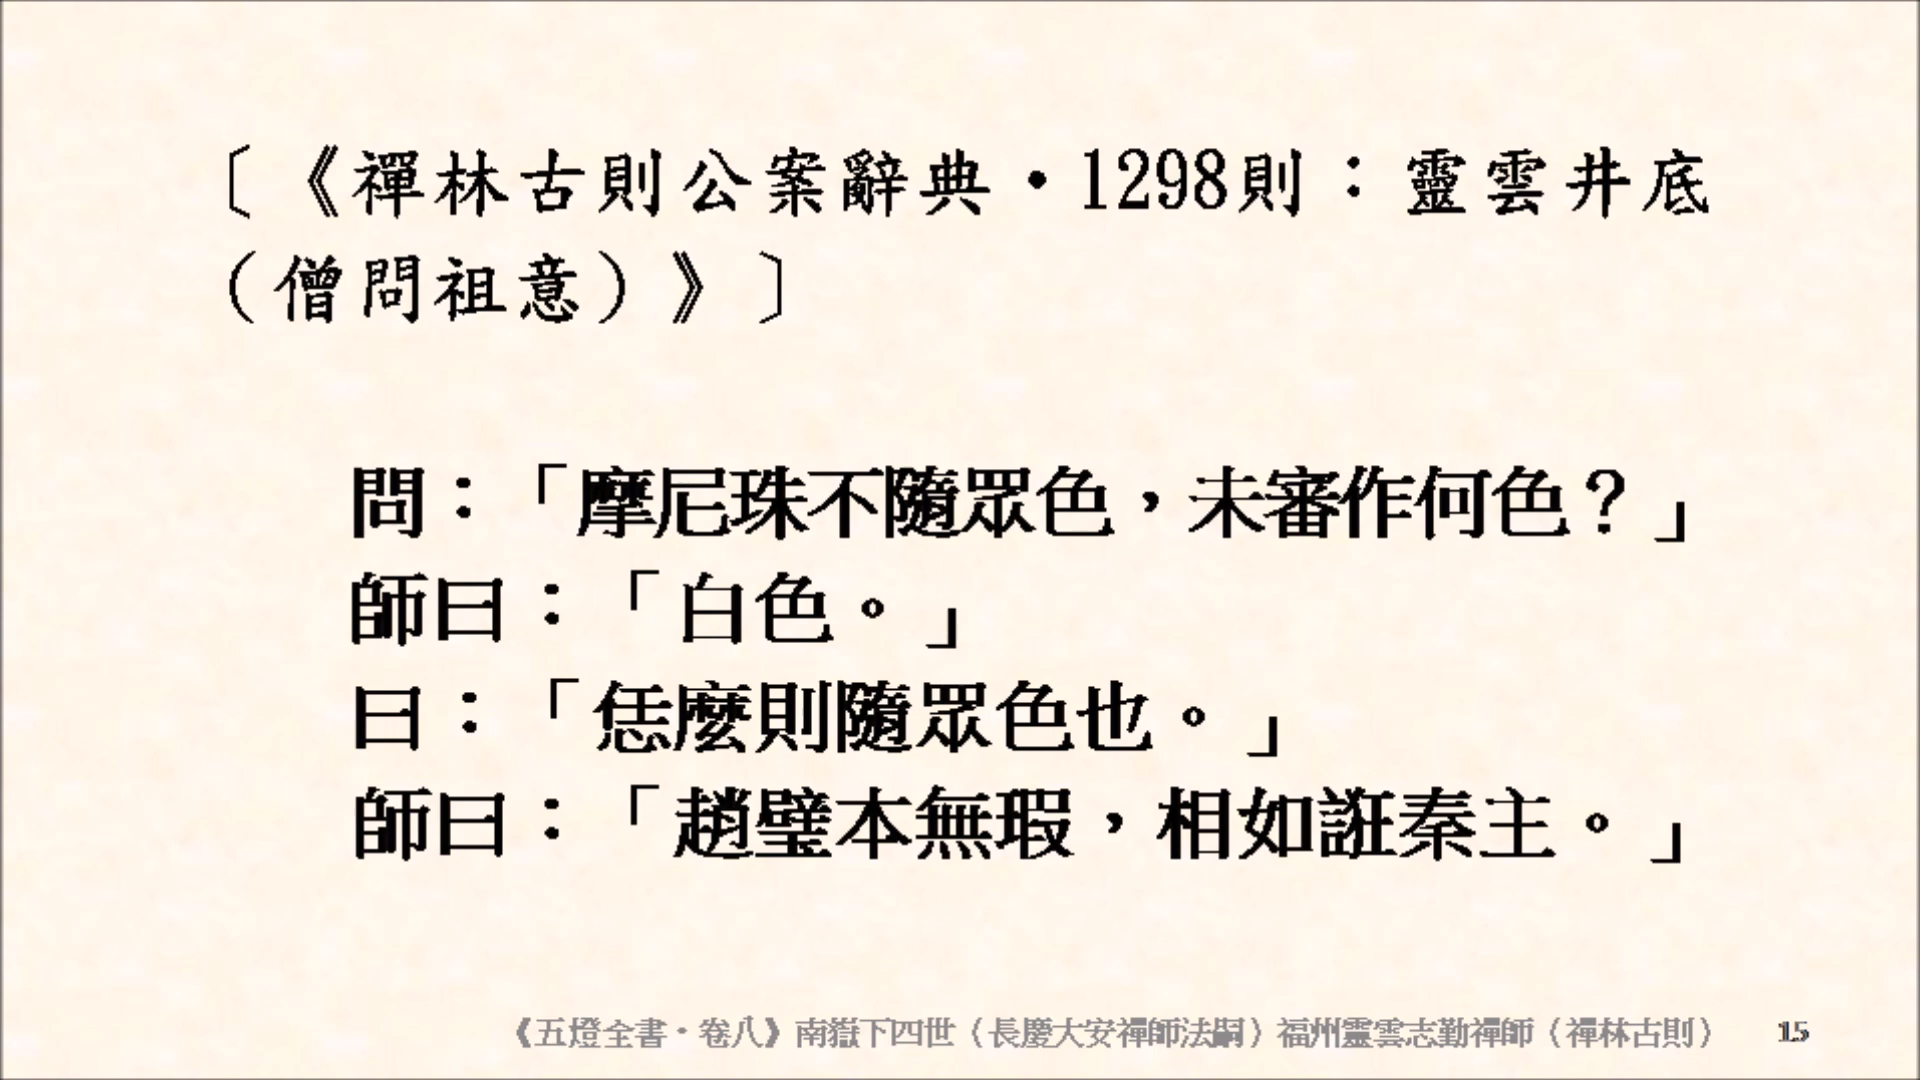 〔《禪林古則公案辭典‧1298則：靈雲井底
（僧問祖意）》〕
問：「摩尼珠不隨眾色，未審作何色？」
師曰：「白色。」
曰：「恁麼則隨眾色也。」
師曰：「趙璧本無瑕，相如誑秦主。」
《五燈全書‧卷八》南嶽下四世（長慶大安禪師法嗣）福州靈雲志勤禪師（禪林古則） 15